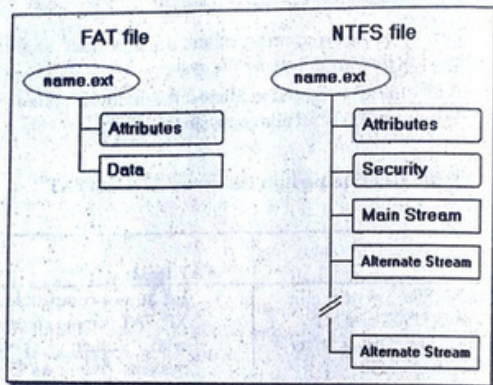 FAT file
name.ext
Attributes
Data
NTFS file
name.ext
Attributes
Security
Main Stream
Alternate Stream
Alternate Stream